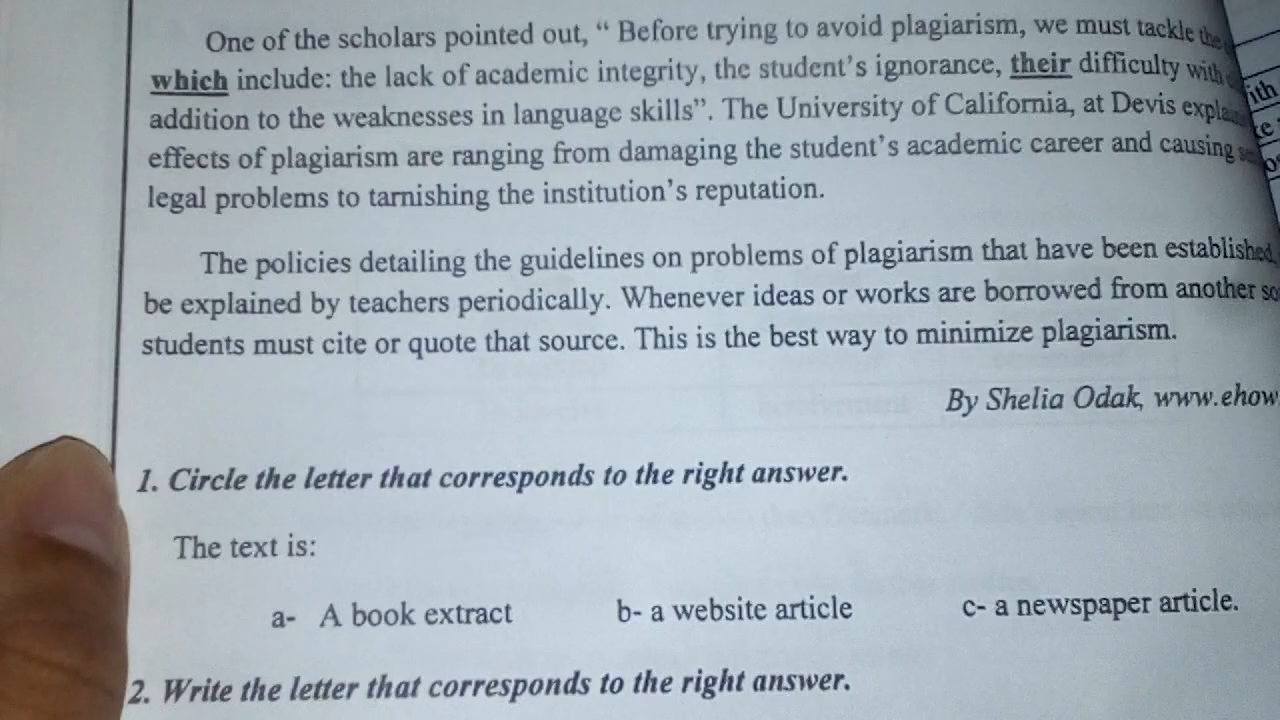 One of the scholars pointed out, “ Before trying to avoid plagiarism, we must tackle the
which include: the lack of academic integrity, the student’s ignorance, their difficulty with
addition to the weaknesses in language skills”. The University of California, at Devis
effects of plagiarism are ranging from damaging the student’s academic career and causing
legal problems to tarnishing the institution’s reputation.
The policies detailing the guidelines on problems of plagiarism that have been established
be explained by teachers periodically. Whenever ideas or works are borrowed from another
students must cite or quote that source. This is the best way to minimize plagiarism.
By Shelia Odak, www.ehow
1. Circle the letter that corresponds to the right answer.
The text is:
a- A book extract b- a website article c- a newspaper article.
2. Write the letter that corresponds to the right answer.